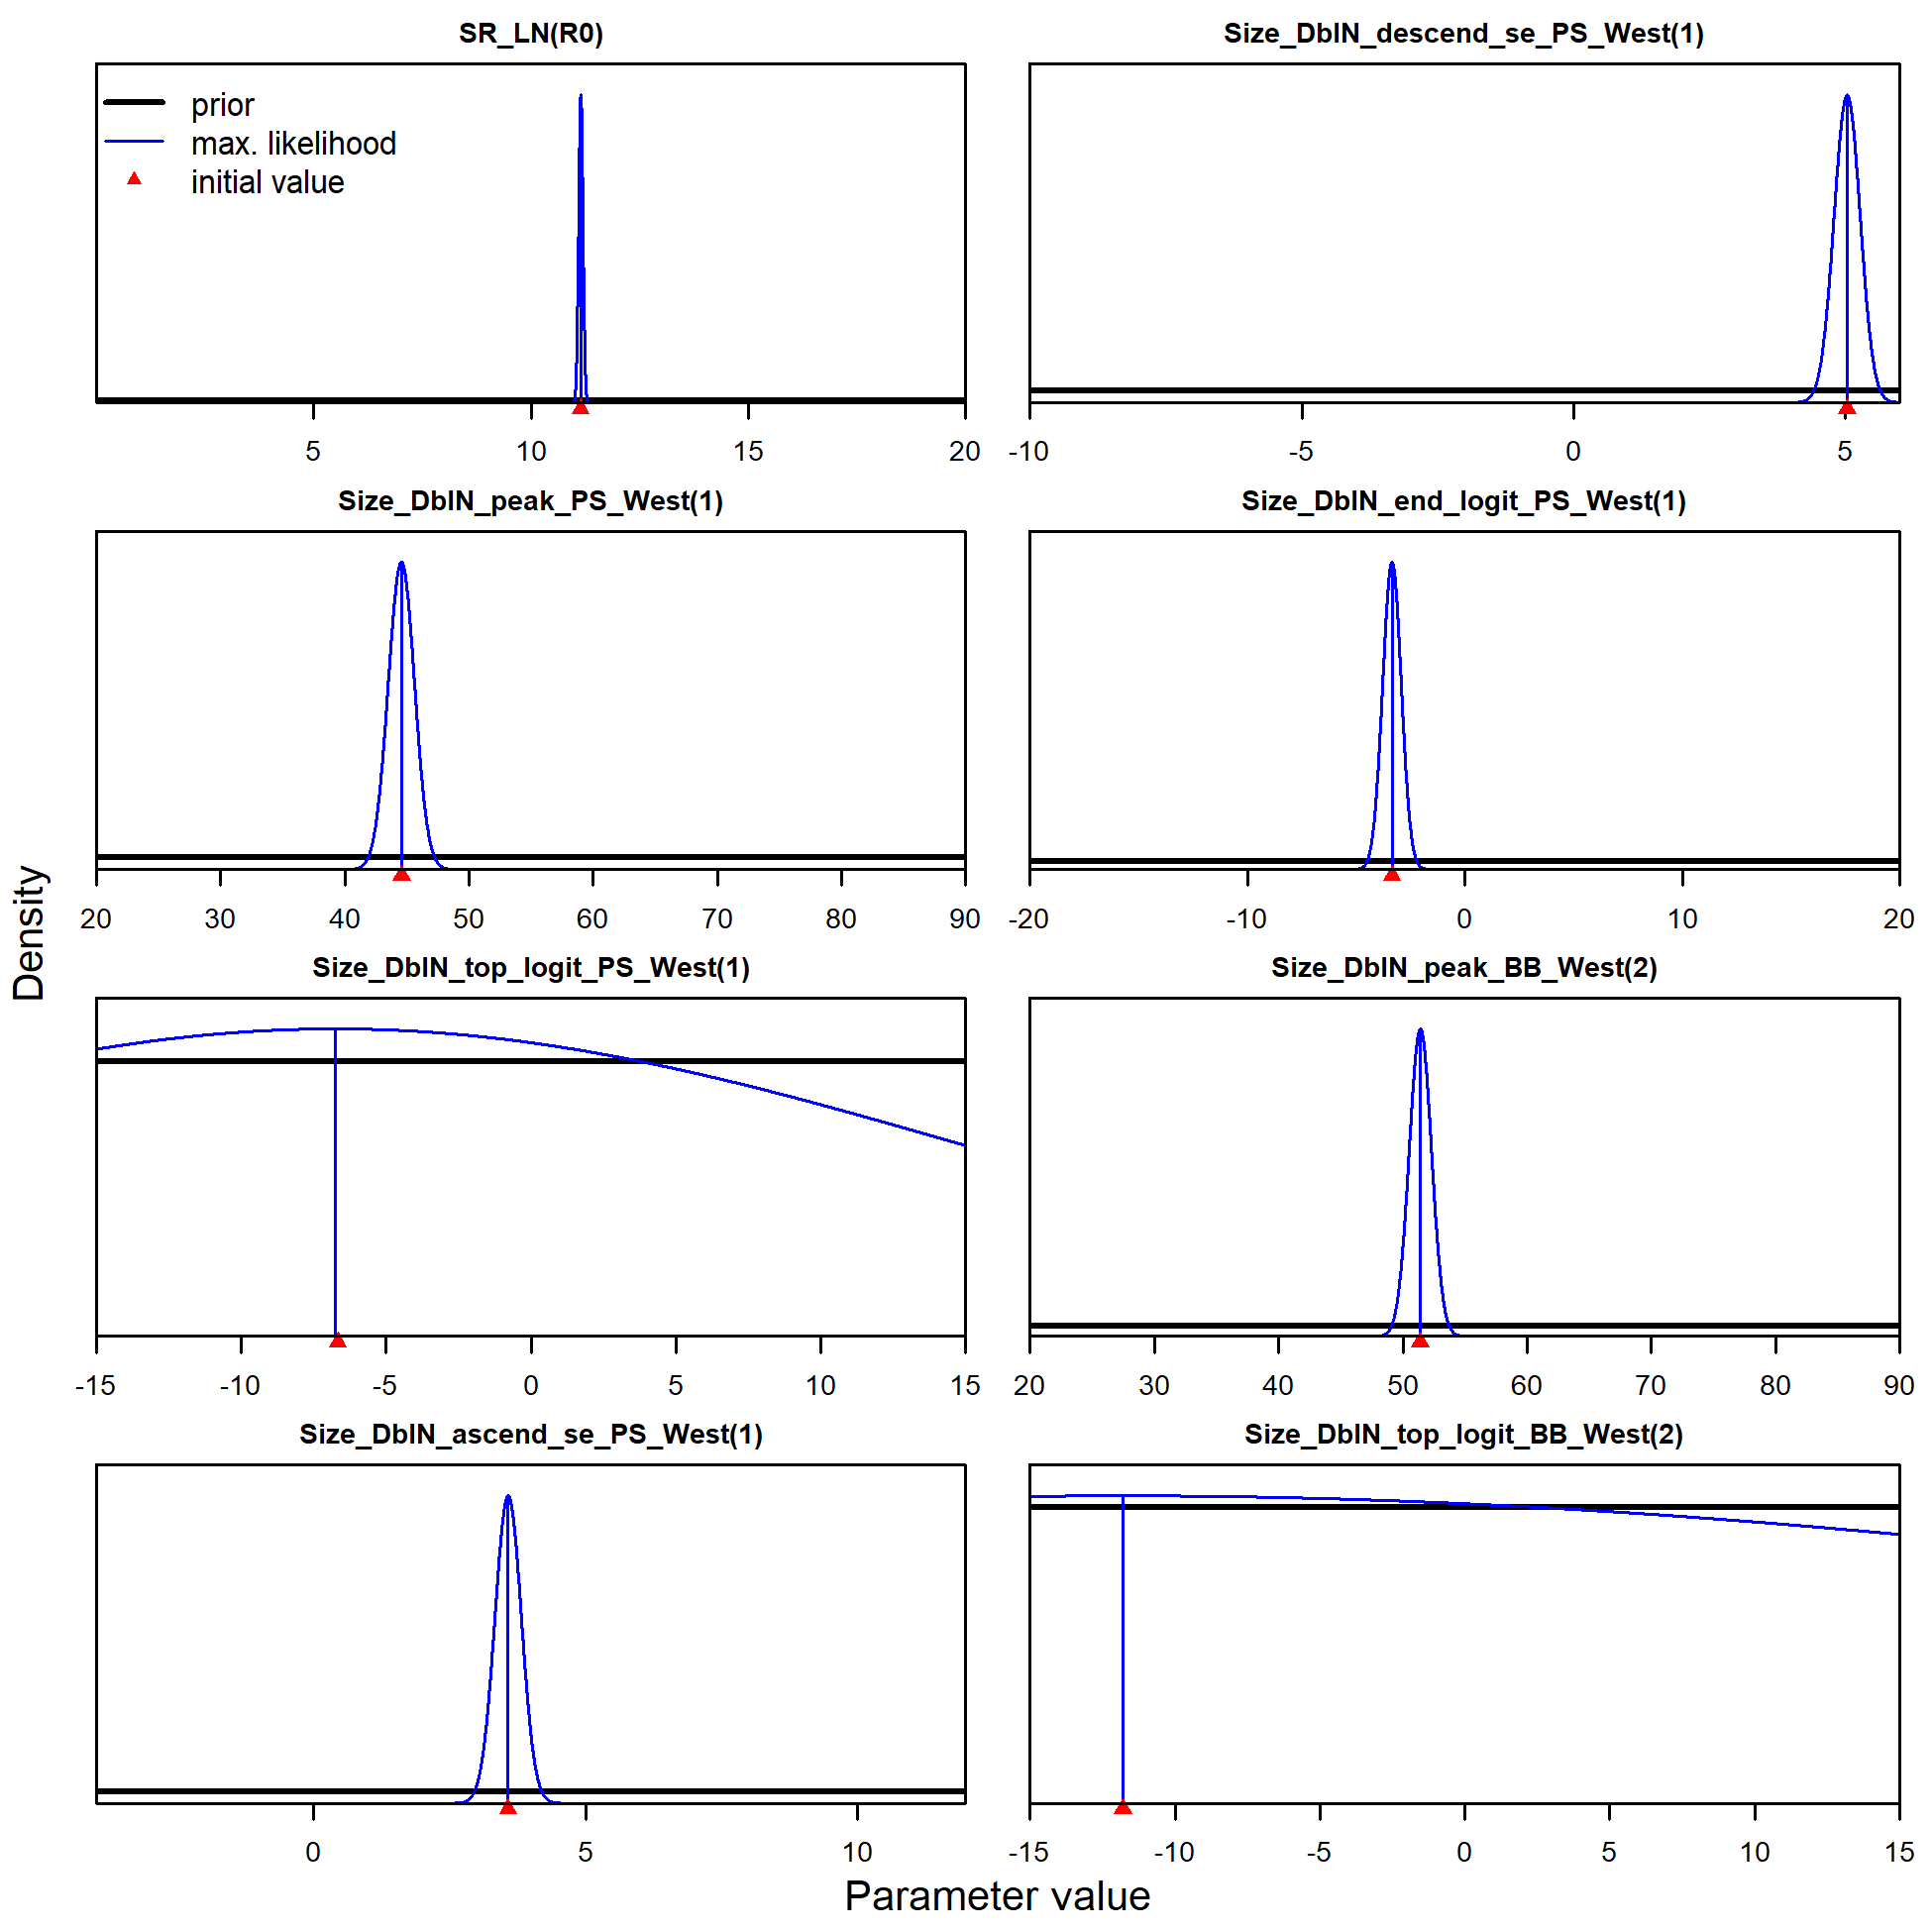 SR_LN(R0)
prior
max. likelihood
initial value
5 10 15 20
Size_DblN_descend_se_PS_West(1)
-10 -5 0 5
Size_DblN_peak_PS_West(1)
20 30 40 50 60 70 80 90
Size_DblN_end_logit_PS_West(1)
-20 -10 0 10 20
Size_DblN_top_logit_PS_West(1)
-15 -10 -5 0 5 10 15
Size_DblN_peak_BB_West(2)
20 30 40 50 60 70 80 90
Size_DblN_ascend_se_PS_West(1)
0 5 10
Size_DblN_top_logit_BB_West(2)
-15 -10 -5 0 5 10 15
Density
Parameter value